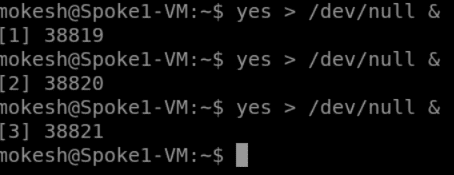 mokesh@Spoke1-VM:~$ yes > /dev/null &
[1] 38819
mokesh@Spoke1-VM:~$ yes > /dev/null &
[2] 38820
mokesh@Spoke1-VM:~$ yes > /dev/null &
[3] 38821
mokesh@Spoke1-VM:~$